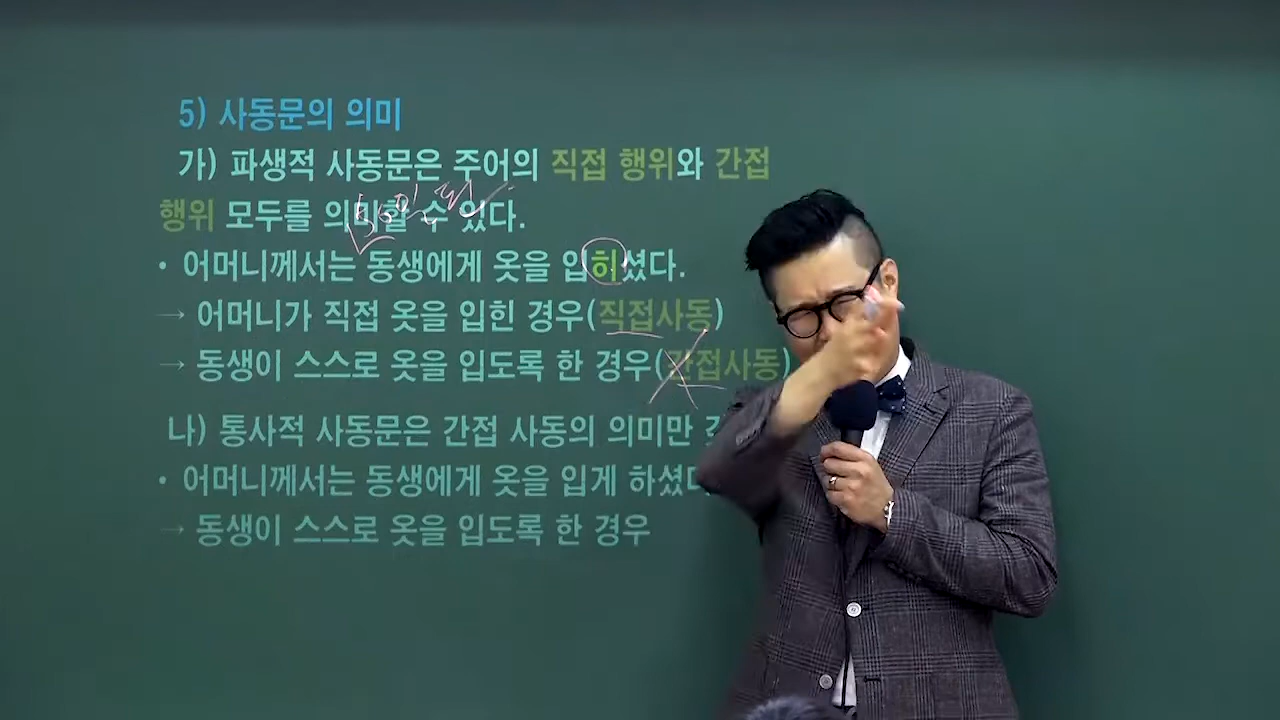 5) 사동문의 의미
가) 파생적 사동문은 주어의 직접 행위와 간접
행위 모두를 의미할 수 있다.
• 어머니께서는 동생에게 옷을 입히셨다.
→ 어머니가 직접 옷을 입힌 경우(직접사동)
→ 동생이 스스로 옷을 입도록 한 경우(간접사동)
나) 통사적 사동문은 간접 사동의 의미만
• 어머니께서는 동생에게 옷을 입게 하셨다
→ 동생이 스스로 옷을 입도록 한 경우